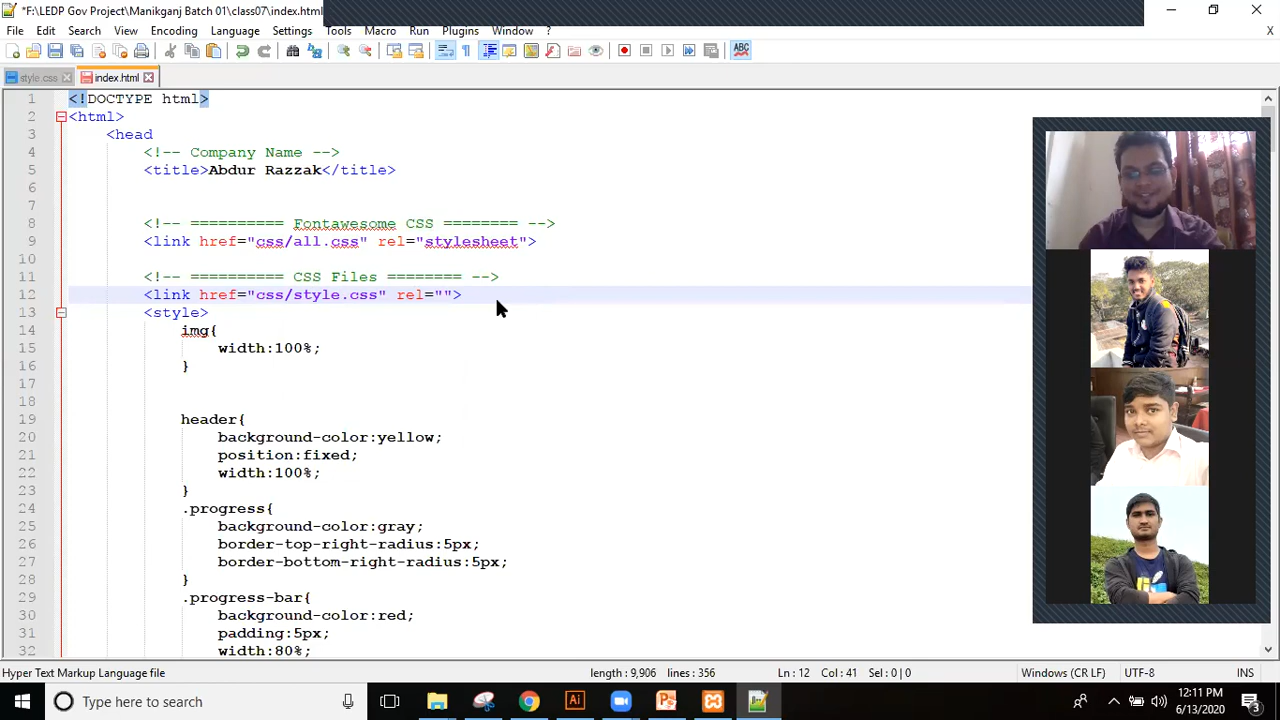 *F:\LEDP Gov Project\Manikganj Batch 01\class07\index.html
File Edit Search View Encoding Language Settings Tools Macro Run Plugins Window ? X
ABC
style.css index.html
1 <!DOCTYPE html>
2 <html>
3 <head
4 <!-- Company Name -->
5 <title>Abdur Razzak</title>
6
7
8 <!-- ========== Fontawesome CSS ======== -->
9 <link href="css/all.css" rel="stylesheet">
10
11 <!-- ========== CSS Files ======== -->
12 <link href="css/style.css" rel="">
13 <style>
14 img{
15 width:100%;
16 }
17
18
19 header{
20 background-color:yellow;
21 position:fixed;
22 width:100%;
23 }
24 .progress{
25 background-color:gray;
26 border-top-right-radius:5px;
27 border-bottom-right-radius:5px;
28 }
29 .progress-bar{
30 background-color:red;
31 padding:5px;
32 width:80%;
Hyper Text Markup Language file length : 9,906 lines : 356 Ln : 12 Col : 41 Sel : 0 | 0 Windows (CR LF) UTF-8 INS
Type here to search Ai 12:11 PM
6/13/2020 3